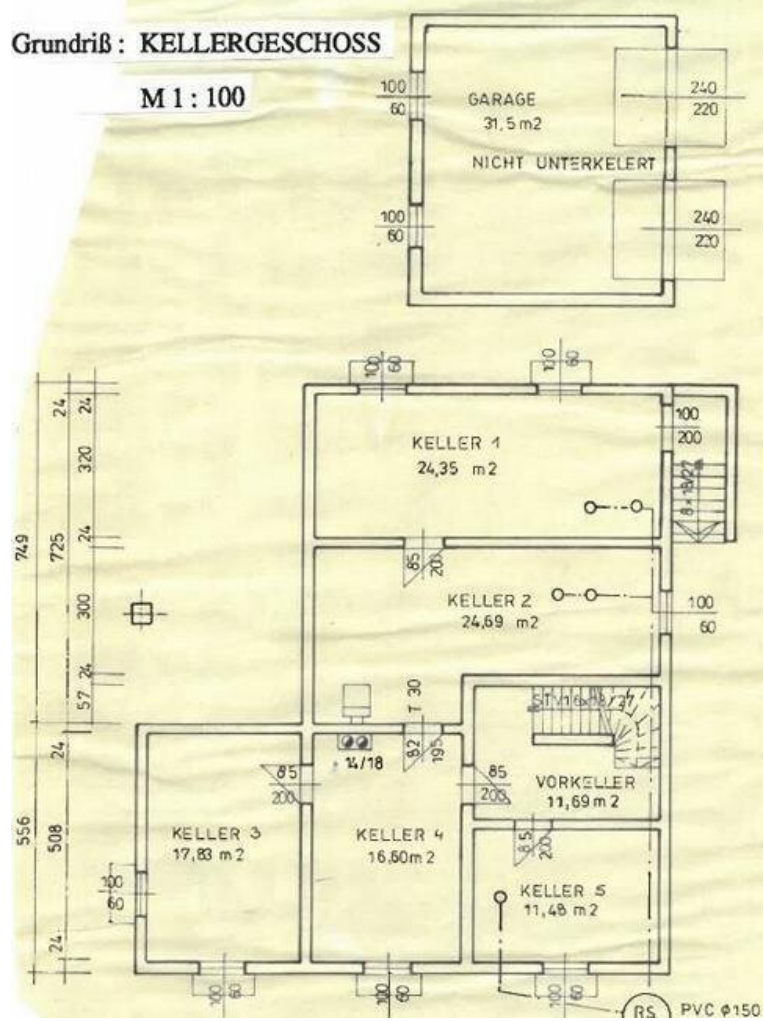 Grundriß : KELLERGESCHOSS
M 1 : 100
100
60
GARAGE
31,5 m2
240
220
NICHT UNTERKELERT
100
60
240
220
100
60
100
60
24
24
100
200
KELLER 1
24,35 m2
320
8 x 18/27
749
725
24
85
200
300
KELLER 2
24,69 m2
100
60
24
57
T 30
82
195
14/18
24
85
200
85
200
VORKELLER
11,69 m2
556
508
KELLER 3
17,83 m2
KELLER 4
16,60 m2
85
200
100
60
KELLER 5
11,48 m2
24
100
60
100
60
100
60
RS
PVC φ150